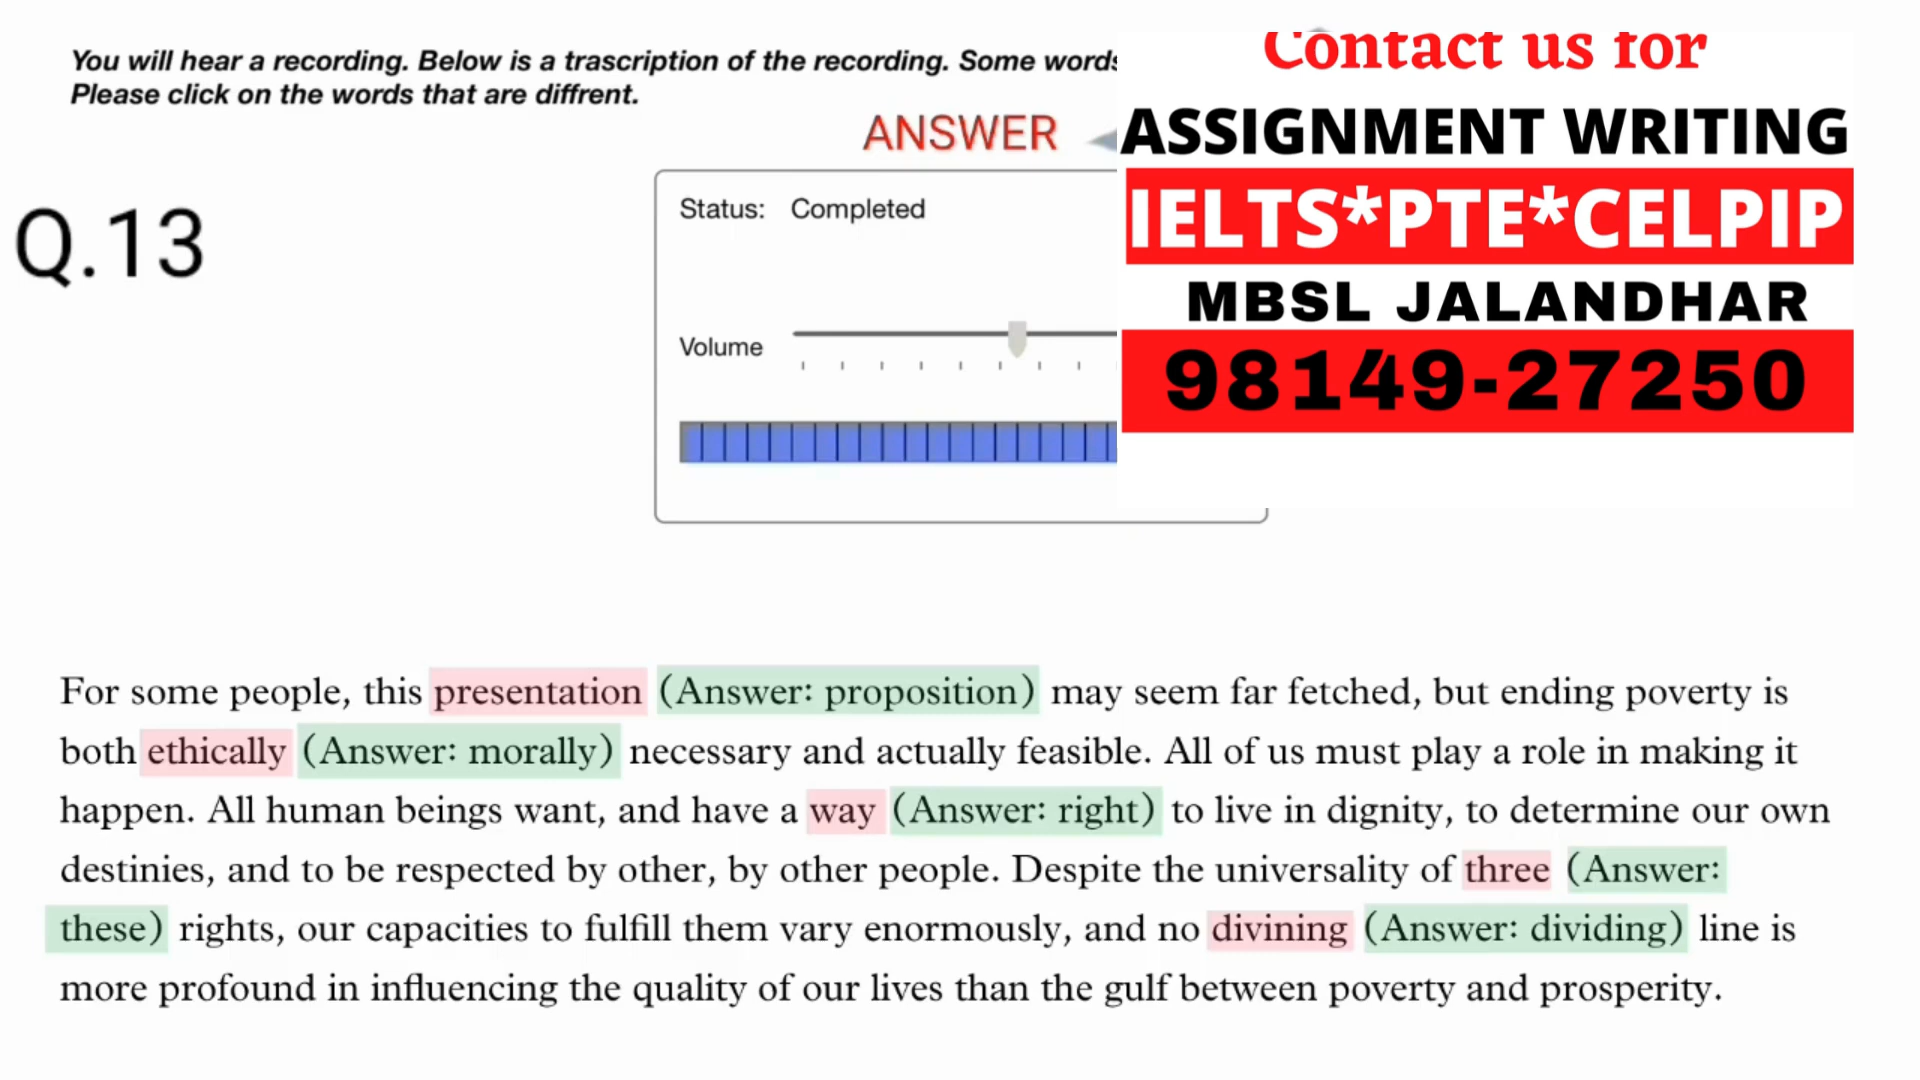 You will hear a recording. Below is a trascription of the recording. Some words
Please click on the words that are diffrent.
Contact us for
ANSWER
ASSIGNMENT WRITING
IELTS*PTE*CELPIP
MBSL JALANDHAR
98149-27250
Status: Completed
Q.13
Volume
For some people, this presentation (Answer: proposition) may seem far fetched, but ending poverty is
both ethically (Answer: morally) necessary and actually feasible. All of us must play a role in making it
happen. All human beings want, and have a way (Answer: right) to live in dignity, to determine our own
destinies, and to be respected by other, by other people. Despite the universality of three (Answer:
these) rights, our capacities to fulfill them vary enormously, and no divining (Answer: dividing) line is
more profound in influencing the quality of our lives than the gulf between poverty and prosperity.